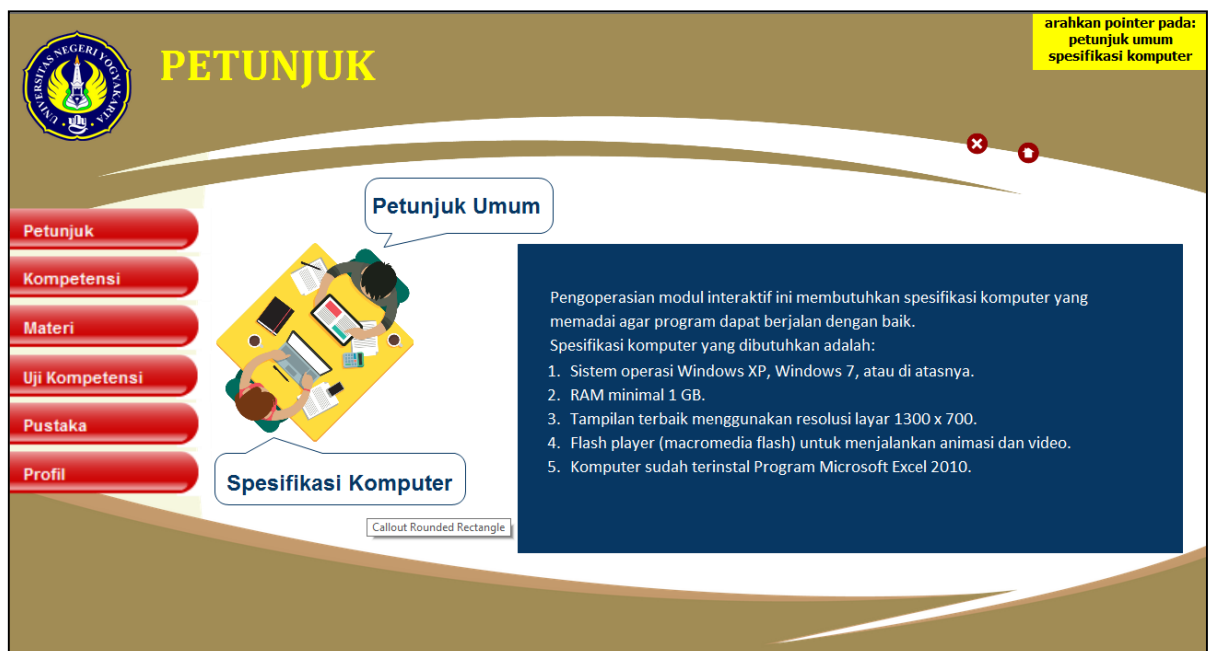 UNIVERSITAS NEGERI YOGYAKARTA
PETUNJUK
arahkan pointer pada:
petunjuk umum
spesifikasi komputer
Petunjuk
Kompetensi
Materi
Uji Kompetensi
Pustaka
Profil
Petunjuk Umum
Spesifikasi Komputer
Callout Rounded Rectangle
Pengoperasian modul interaktif ini membutuhkan spesifikasi komputer yang
memadai agar program dapat berjalan dengan baik.
Spesifikasi komputer yang dibutuhkan adalah:
1. Sistem operasi Windows XP, Windows 7, atau di atasnya.
2. RAM minimal 1 GB.
3. Tampilan terbaik menggunakan resolusi layar 1300 x 700.
4. Flash player (macromedia flash) untuk menjalankan animasi dan video.
5. Komputer sudah terinstal Program Microsoft Excel 2010.